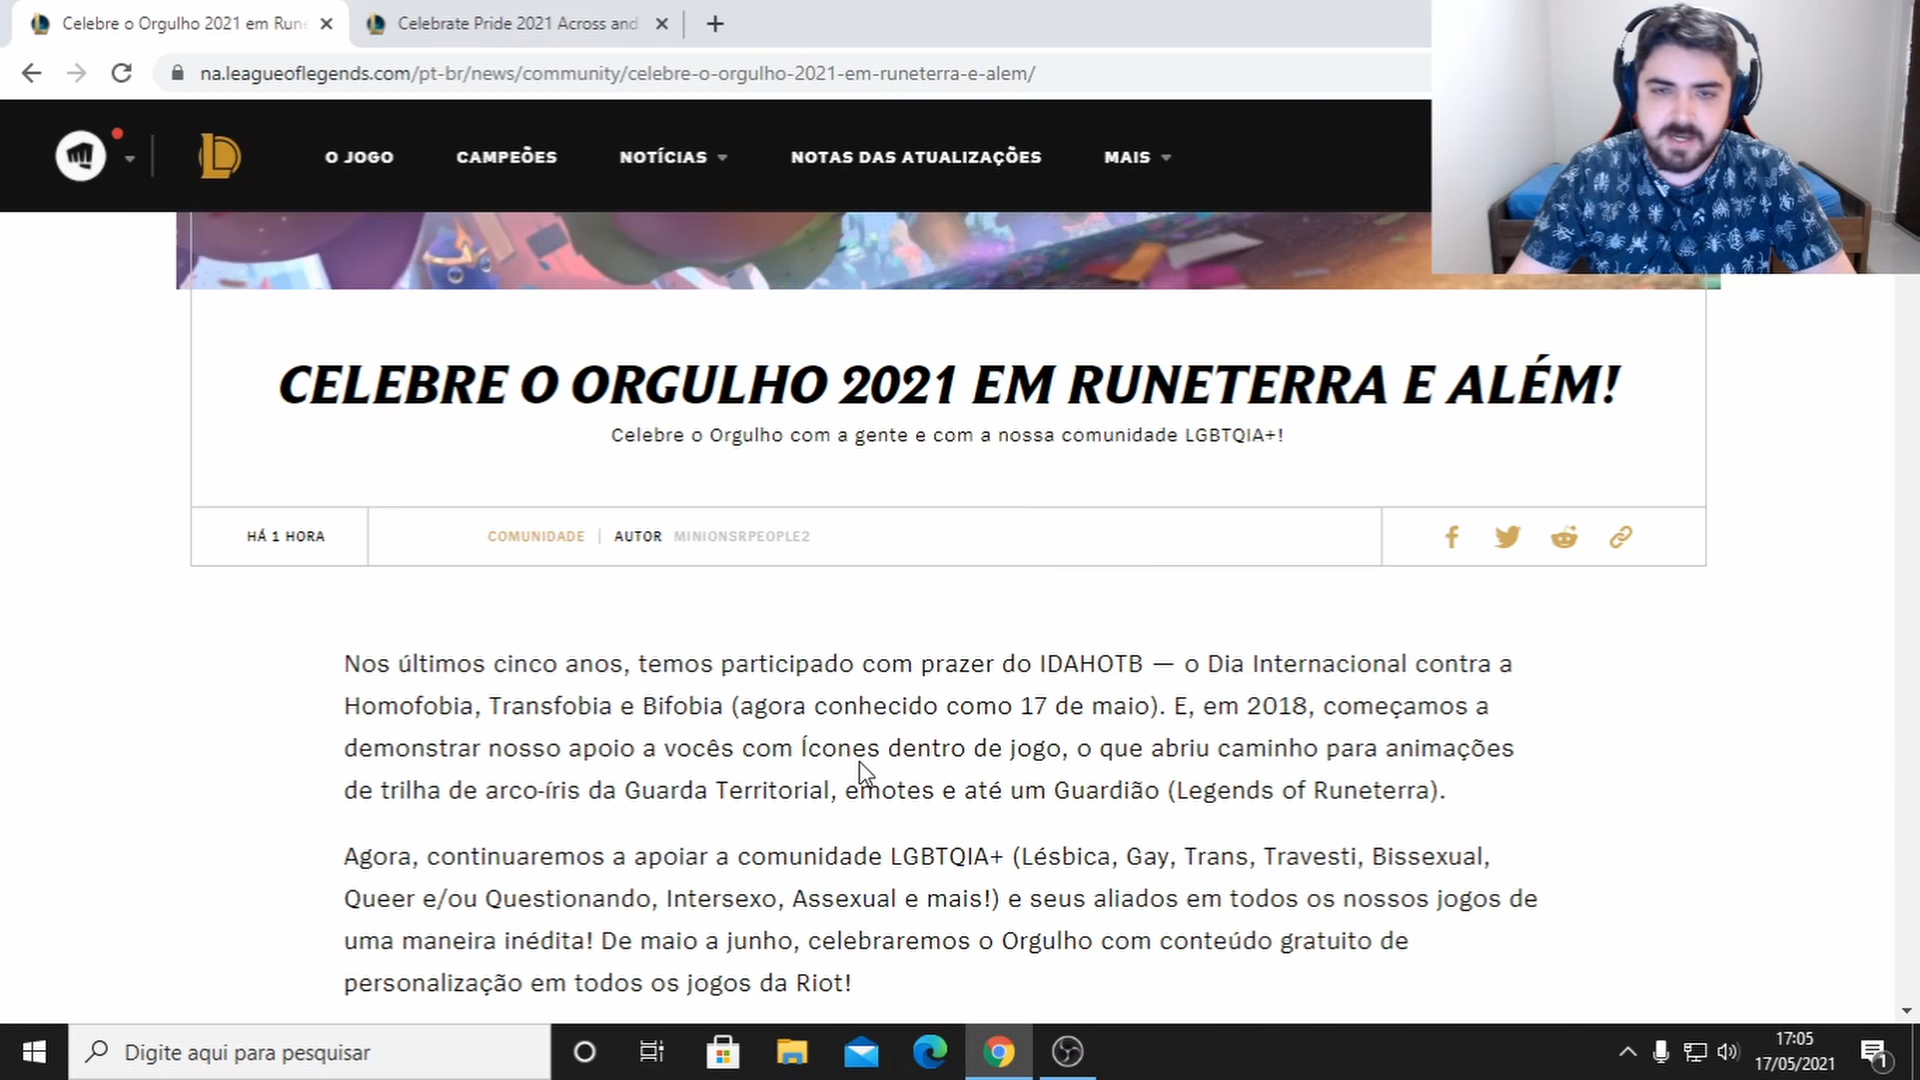 Celebre o Orgulho 2021 em Rune
Celebrate Pride 2021 Across and
na.leagueoflegends.com/pt-br/news/community/celebre-o-orgulho-2021-em-runeterra-e-alem/
O JOGO
CAMPEÕES
NOTÍCIAS
NOTAS DAS ATUALIZAÇÕES
MAIS
CELEBRE O ORGULHO 2021 EM RUNETERRA E ALÉM!
Celebre o Orgulho com a gente e com a nossa comunidade LGBTQIA+!
HÁ 1 HORA
COMUNIDADE | AUTOR MINIONSRPEOPLE2
Nos últimos cinco anos, temos participado com prazer do IDAHOTB — o Dia Internacional contra a
Homofobia, Transfobia e Bifobia (agora conhecido como 17 de maio). E, em 2018, começamos a
demonstrar nosso apoio a vocês com Ícones dentro de jogo, o que abriu caminho para animações
de trilha de arco-íris da Guarda Territorial, emotes e até um Guardião (Legends of Runeterra).
Agora, continuaremos a apoiar a comunidade LGBTQIA+ (Lésbica, Gay, Trans, Travesti, Bissexual,
Queer e/ou Questionando, Intersexo, Assexual e mais!) e seus aliados em todos os nossos jogos de
uma maneira inédita! De maio a junho, celebraremos o Orgulho com conteúdo gratuito de
personalização em todos os jogos da Riot!
Digite aqui para pesquisar
17:05
17/05/2021
1